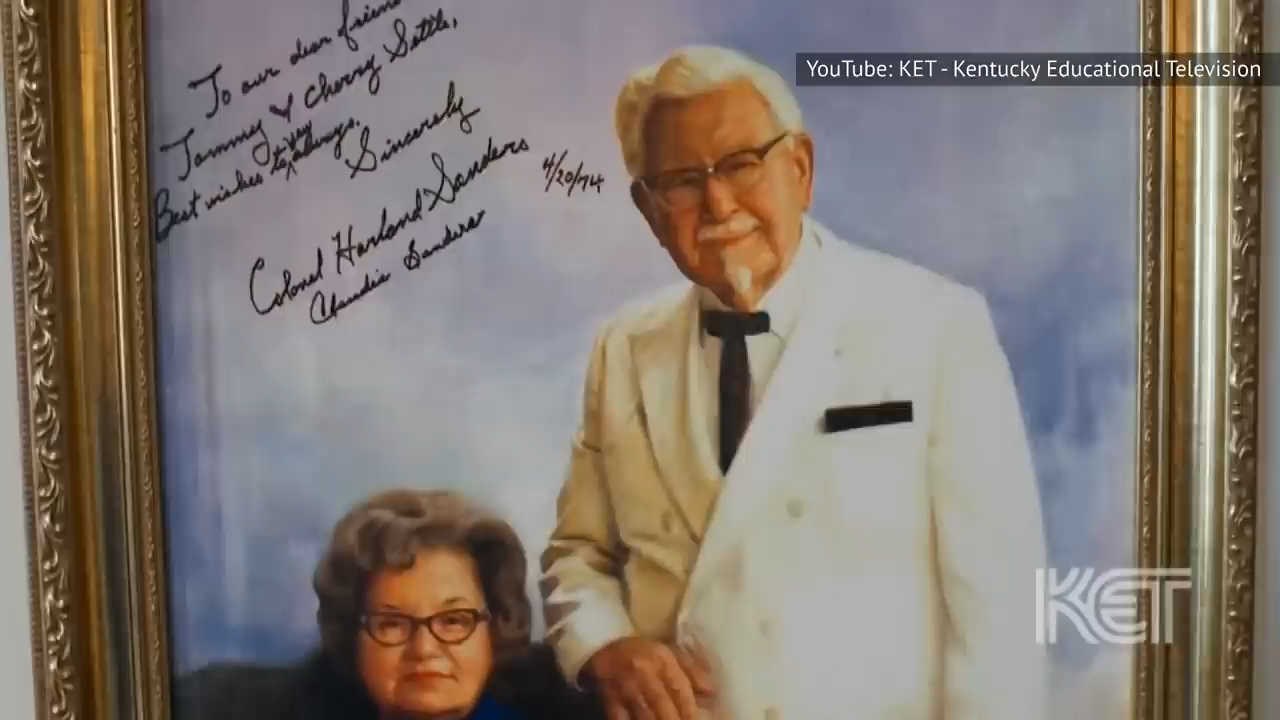 YouTube: KET - Kentucky Educational Television
To our dear friend
Tommy & Cherry Settle,
Best wishes to you always.
Sincerely
Colonel Harland Sanders
4/20/74
Claudia Sanders
KET